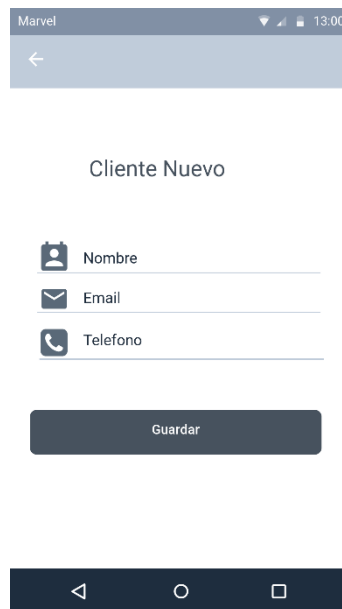 Marvel 13:00
Cliente Nuevo
Nombre
Email
Telefono
Guardar